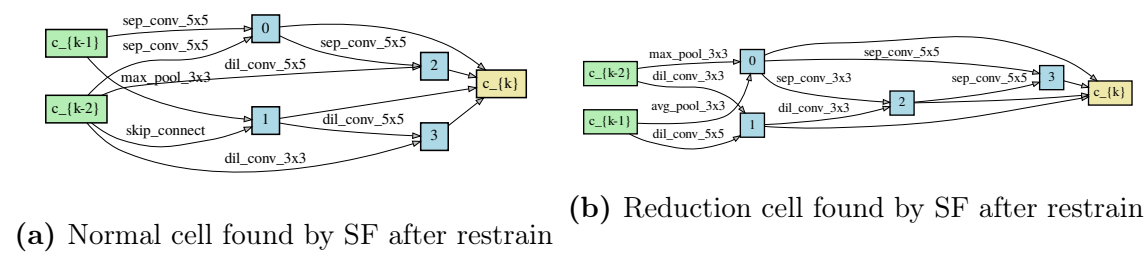 sep_conv_5x5
c_{k-1}
sep_conv_5x5
0
sep_conv_5x5
max_pool_3x3
dil_conv_5x5
2
c_{k}
c_{k-2}
skip_connect
1
dil_conv_5x5
3
dil_conv_3x3
(a) Normal cell found by SF after restrain
max_pool_3x3
sep_conv_5x5
c_{k-2}
0
dil_conv_3x3
sep_conv_3x3
sep_conv_5x5
3
c_{k}
avg_pool_3x3
dil_conv_3x3
2
c_{k-1}
1
dil_conv_5x5
(b) Reduction cell found by SF after restrain